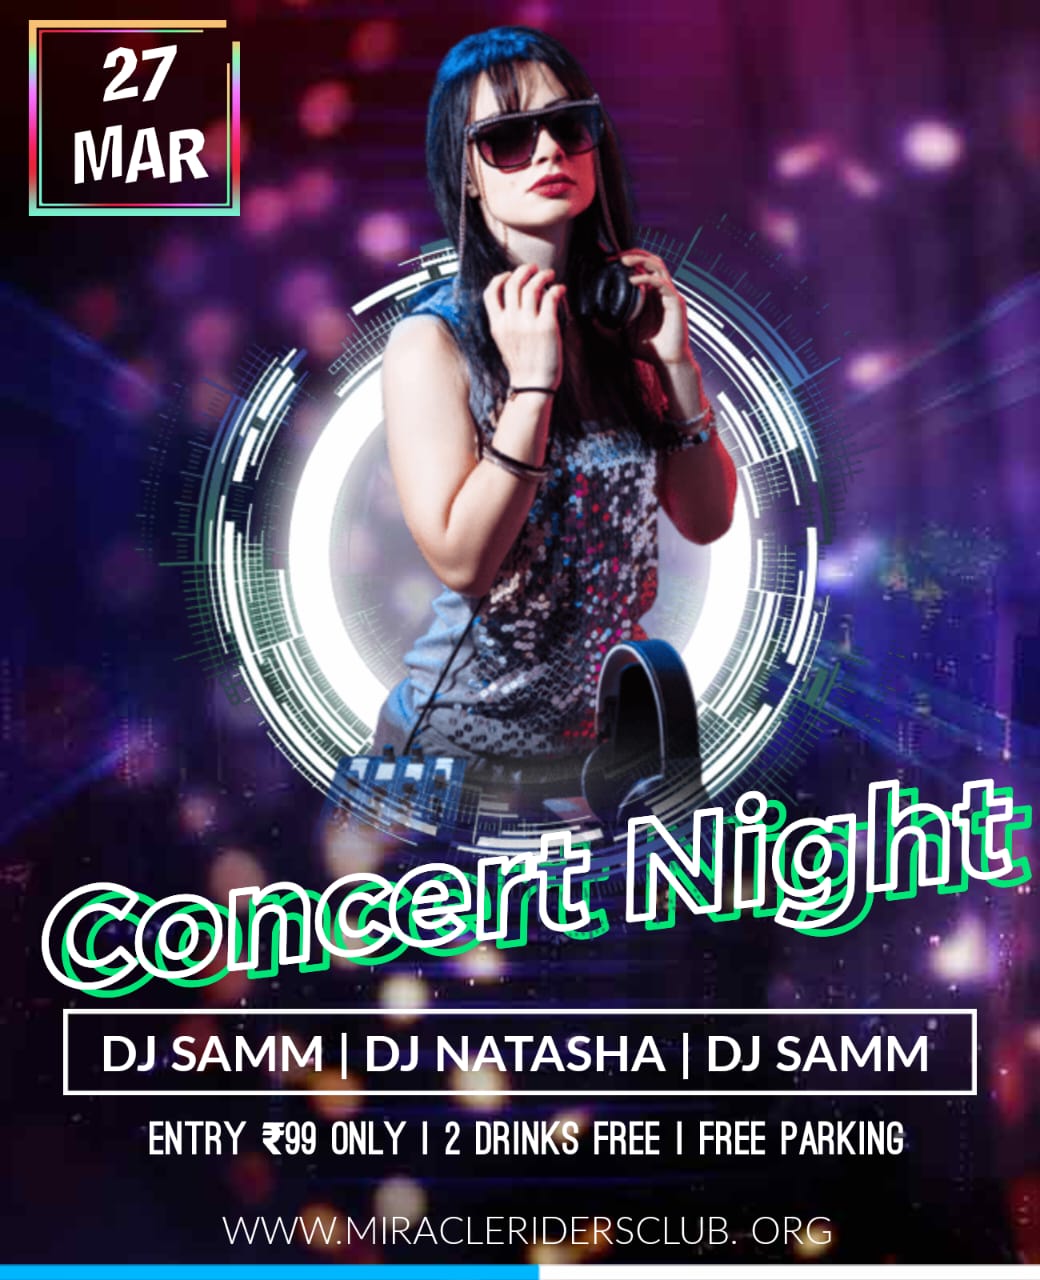 27
MAR
Concert Night
DJ SAMM | DJ NATASHA | DJ SAMM
ENTRY ₹99 ONLY | 2 DRINKS FREE | FREE PARKING
WWW.MIRACLERIDERSCLUB. ORG